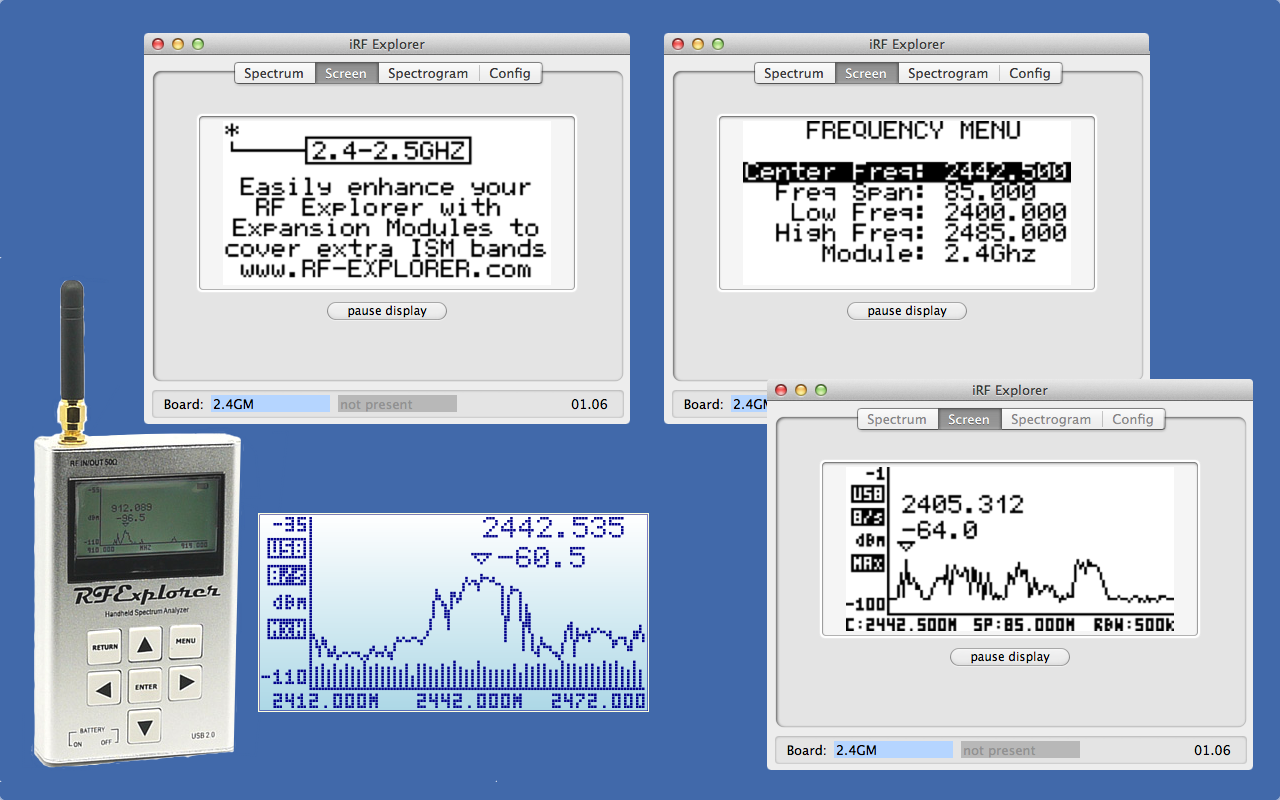 iRF Explorer
Spectrum Screen Spectrogram Config
*
2.4-2.5GHZ
Easily enhance your
RF Explorer with
Expansion Modules to
cover extra ISM bands
www.RF-EXPLORER.com
pause display
Board: 2.4GM not present 01.06
iRF Explorer
Spectrum Screen Spectrogram Config
FREQUENCY MENU
Center Freq: 2442.500
Freq Span: 85.000
Low Freq: 2400.000
High Freq: 2485.000
Module: 2.4Ghz
pause display
Board: 2.4G
iRF Explorer
Spectrum Screen Spectrogram Config
-1
USB
8/s
dBm
MAX
-100
2405.312
-64.0
C:2442.500M SP:85.000M RBW:500k
pause display
Board: 2.4GM not present 01.06
RF IN/OUT 50Ω
912.089
-96.5
dBm
-110
910.000 MHZ 914.000
RFExplorer
Handheld Spectrum Analyzer
RETURN
MENU
ENTER
BATTERY
ON OFF
USB 2.0
-35
USB
8/s
dBm
-110
2442.535
-60.5
2412.000M 2442.000M 2472.000M